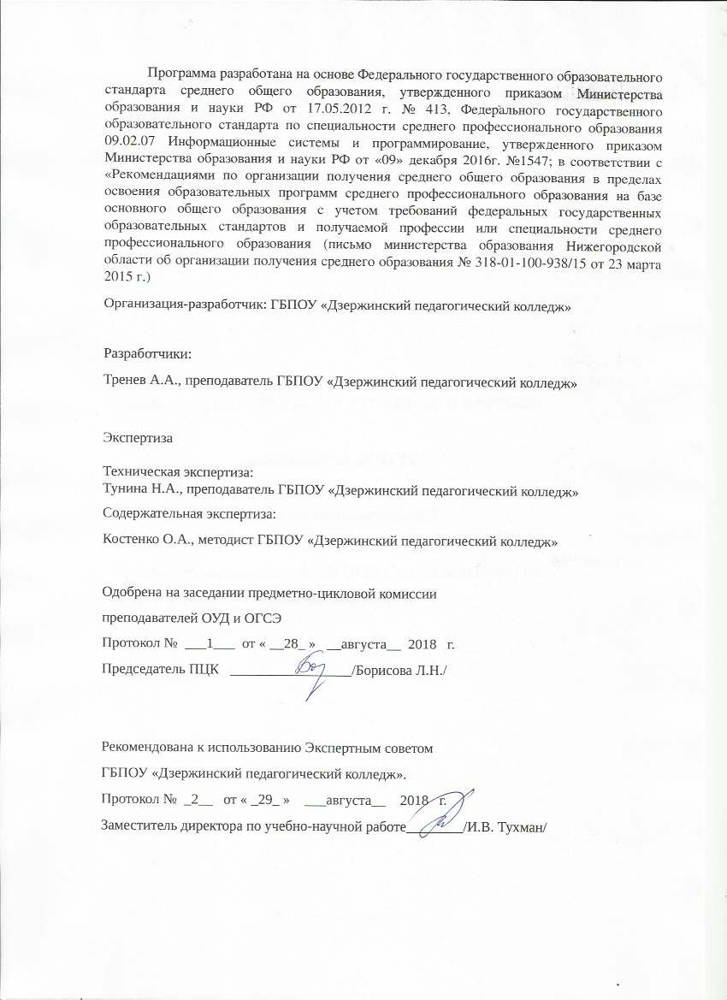 Программа разработана на основе Федерального государственного образовательного
стандарта среднего общего образования, утвержденного приказом Министерства
образования и науки РФ от 17.05.2012 г. № 413, Федерального государственного
образовательного стандарта по специальности среднего профессионального образования
09.02.07 Информационные системы и программирование, утвержденного приказом
Министерства образования и науки РФ от «09» декабря 2016г. №1547; в соответствии с
«Рекомендациями по организации получения среднего общего образования в пределах
освоения образовательных программ среднего профессионального образования на базе
основного общего образования с учетом требований федеральных государственных
образовательных стандартов и получаемой профессии или специальности среднего
профессионального образования (письмо министерства образования Нижегородской
области об организации получения среднего образования № 318-01-100-938/15 от 23 марта
2015 г.)
Организация-разработчик: ГБПОУ «Дзержинский педагогический колледж»
Разработчики:
Тренев А.А., преподаватель ГБПОУ «Дзержинский педагогический колледж»
Экспертиза
Техническая экспертиза:
Тунина Н.А., преподаватель ГБПОУ «Дзержинский педагогический колледж»
Содержательная экспертиза:
Костенко О.А., методист ГБПОУ «Дзержинский педагогический колледж»
Одобрена на заседании предметно-цикловой комиссии
преподавателей ОУД и ОГСЭ
Протокол № ___1___ от « __28_ » __августа__ 2018 г.
Председатель ПЦК _________________/Борисова Л.Н./
Рекомендована к использованию Экспертным советом
ГБПОУ «Дзержинский педагогический колледж».
Протокол № _2__ от « _29_ » ___августа__ 2018 г.
Заместитель директора по учебно-научной работе________/И.В. Тухман/